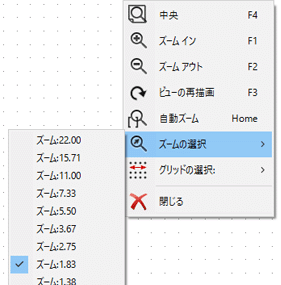 中央 F4
ズーム イン F1
ズーム アウト F2
ビューの再描画 F3
自動ズーム Home
ズームの選択
グリッドの選択:
閉じる
ズーム:22.00
ズーム:15.71
ズーム:11.00
ズーム:7.33
ズーム:5.50
ズーム:3.67
ズーム:2.75
ズーム:1.83
ズーム:1.38